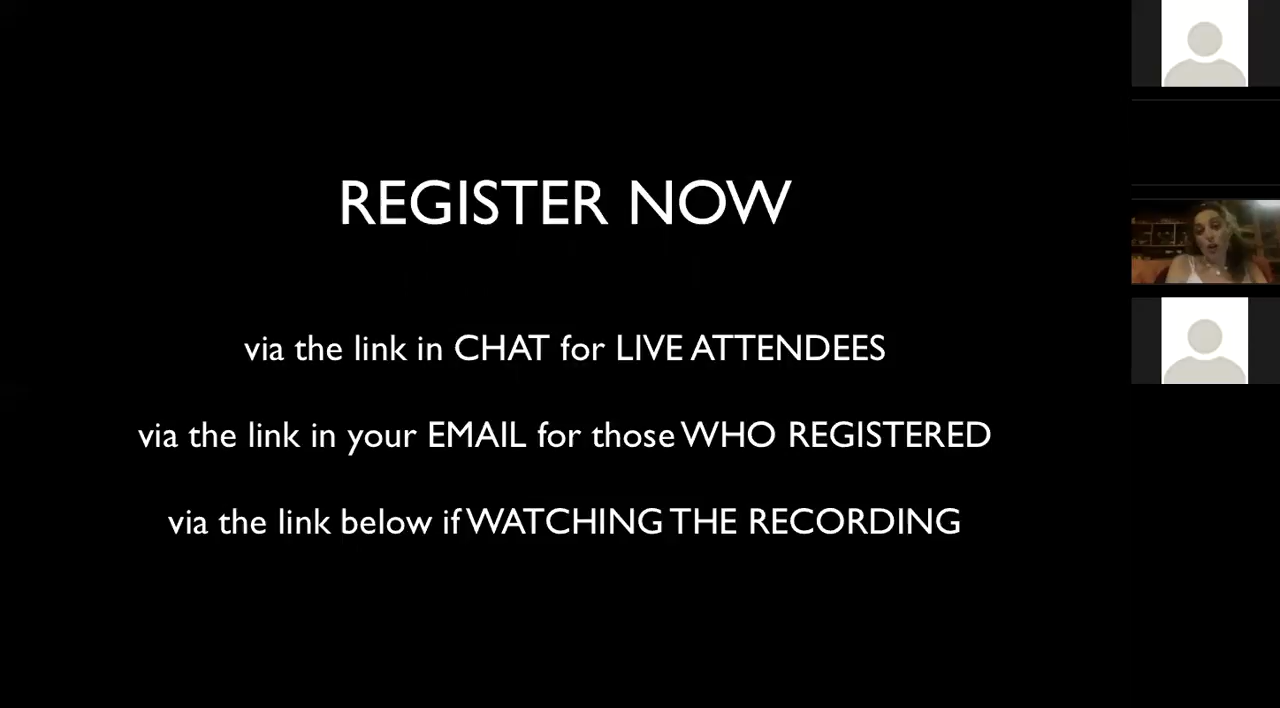 REGISTER NOW
via the link in CHAT for LIVE ATTENDEES
via the link in your EMAIL for those WHO REGISTERED
via the link below if WATCHING THE RECORDING